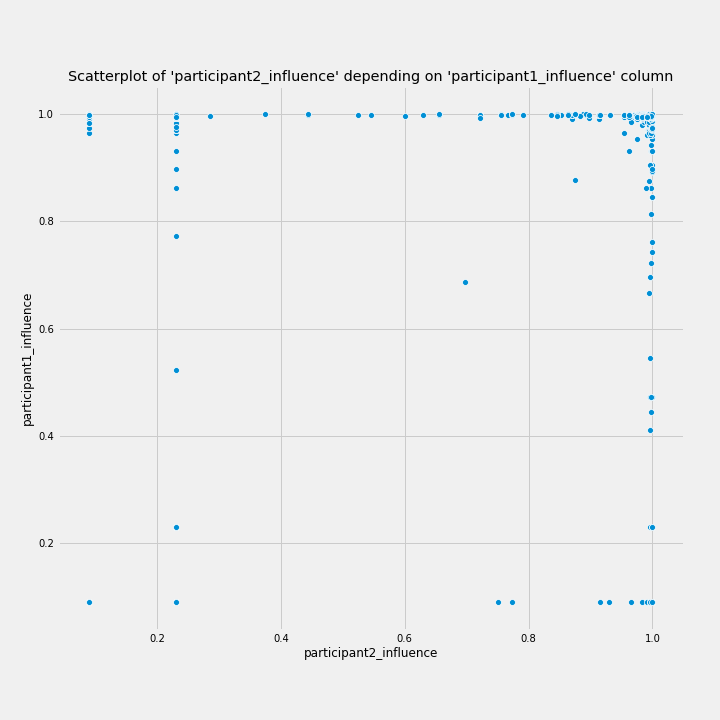 Scatterplot of 'participant2_influence' depending on 'participant1_influence' column
participant1_influence
1.0
0.8
0.6
0.4
0.2
0.2 0.4 0.6 0.8 1.0
participant2_influence